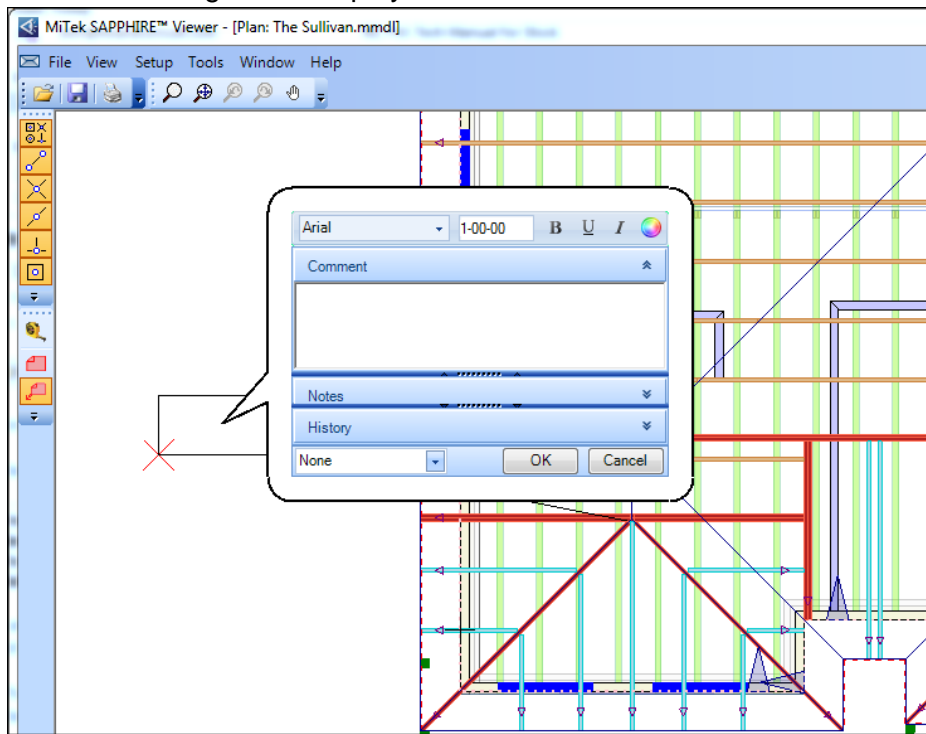 MiTek SAPPHIRE™ Viewer - [Plan: The Sullivan.mmdl]
File View Setup Tools Window Help
Arial 1-00-00 B U I
Comment
Notes
History
None OK Cancel